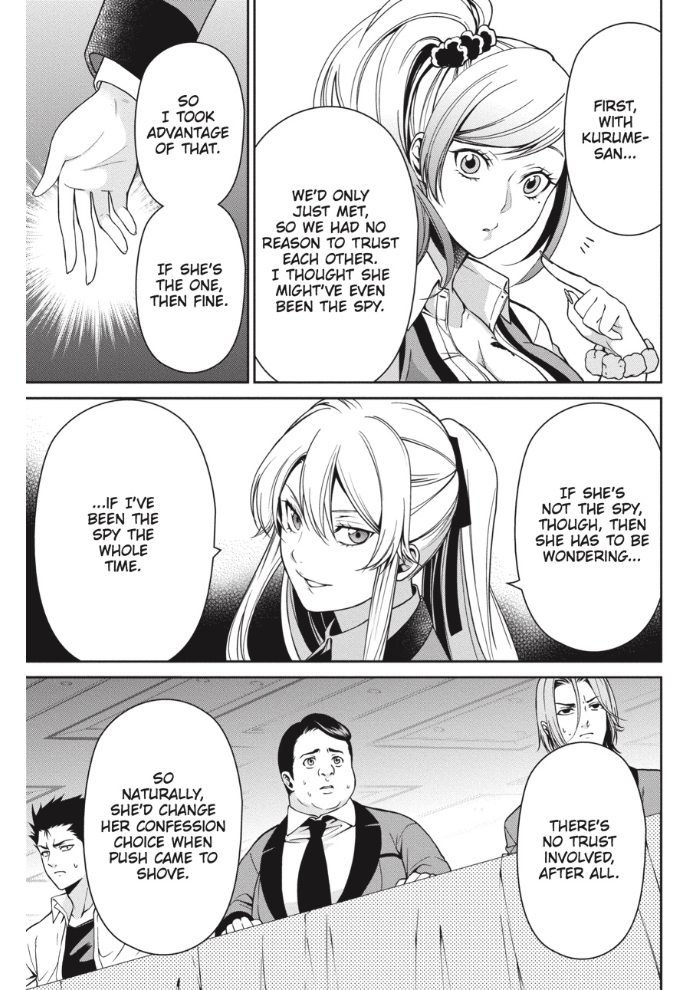 FIRST,
WITH
KURUME-
SAN...
WE'D ONLY
JUST MET,
SO WE HAD NO
REASON TO TRUST
EACH OTHER.
I THOUGHT SHE
MIGHT'VE EVEN
BEEN THE SPY.
SO
I TOOK
ADVANTAGE
OF THAT.
IF SHE'S
THE ONE,
THEN FINE.
IF SHE'S
NOT THE SPY,
THOUGH, THEN
SHE HAS TO BE
WONDERING...
...IF I'VE
BEEN THE
SPY THE
WHOLE
TIME.
THERE'S
NO TRUST
INVOLVED,
AFTER ALL.
SO
NATURALLY,
SHE'D CHANGE
HER CONFESSION
CHOICE WHEN
PUSH CAME TO
SHOVE.